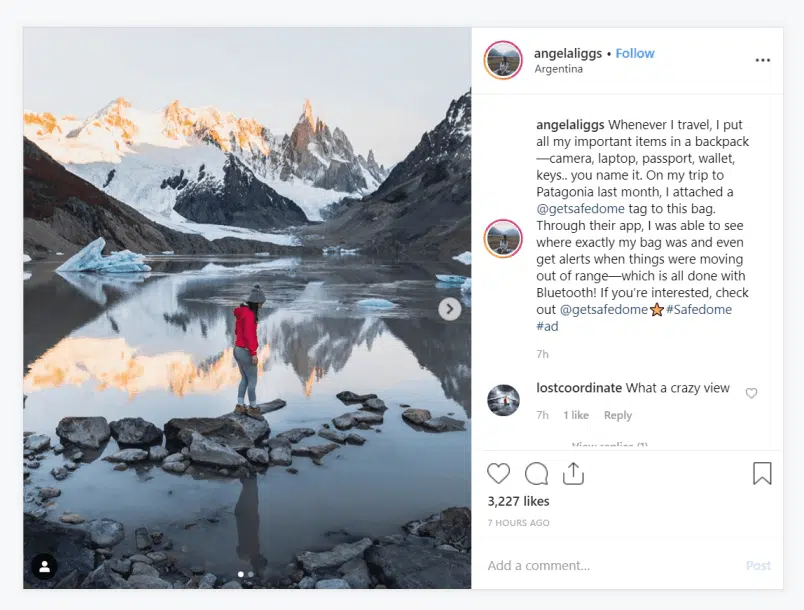 angelaliggs • Follow
Argentina
angelaliggs Whenever I travel, I put
all my important items in a backpack
—camera, laptop, passport, wallet,
keys.. you name it. On my trip to
Patagonia last month, I attached a
@getsafedome tag to this bag.
Through their app, I was able to see
where exactly my bag was and even
get alerts when things were moving
out of range—which is all done with
Bluetooth! If you're interested, check
out @getsafedome⭐#Safedome
#ad
7h
lostcoordinate What a crazy view
7h 1 like Reply
View replies (1)
3,227 likes
7 HOURS AGO
Add a comment... Post